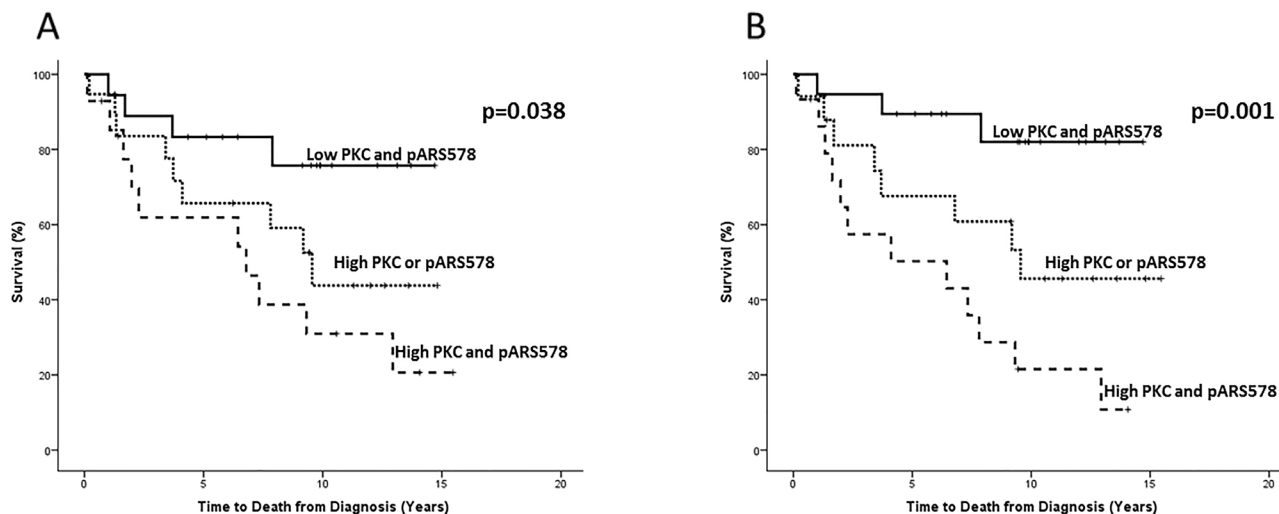 A
100
80
60
40
20
0
Survival (%)
p=0.038
Low PKC and pARS578
High PKC or pARS578
High PKC and pARS578
0 5 10 15 20
Time to Death from Diagnosis (Years)
B
100
80
60
40
20
0
Survival (%)
p=0.001
Low PKC and pARS578
High PKC or pARS578
High PKC and pARS578
0 5 10 15 20
Time to Death from Diagnosis (Years)